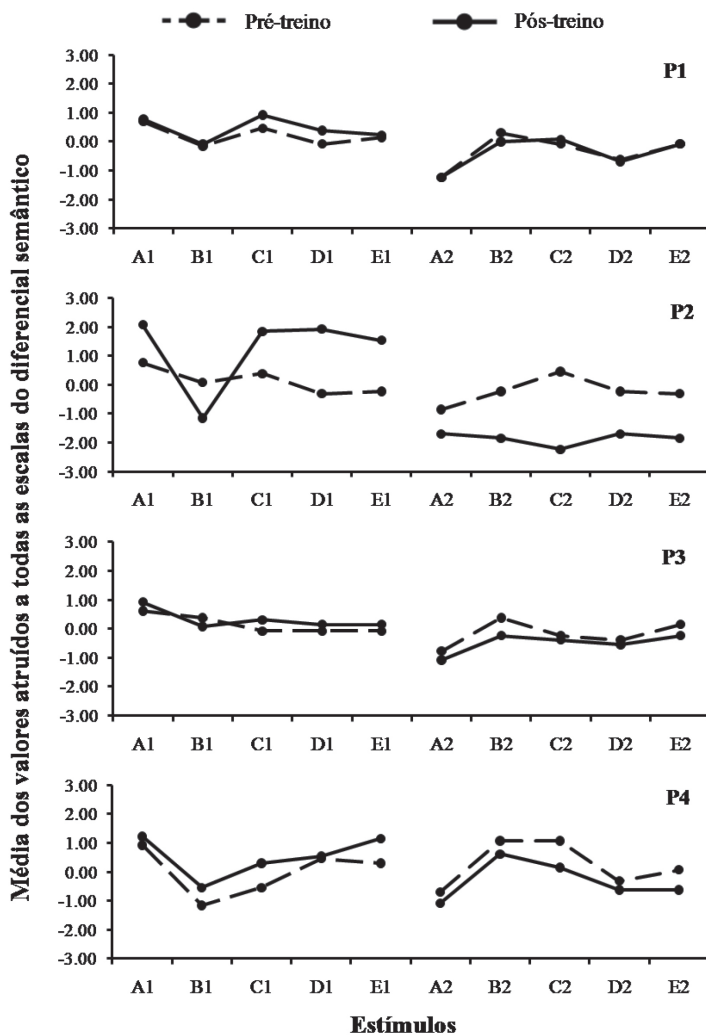 Pré-treino Pós-treino
Média dos valores atruídos a todas as escalas do diferencial semântico
P1
3.00
2.00
1.00
0.00
-1.00
-2.00
-3.00
A1 B1 C1 D1 E1 A2 B2 C2 D2 E2
P2
3.00
2.00
1.00
0.00
-1.00
-2.00
-3.00
A1 B1 C1 D1 E1 A2 B2 C2 D2 E2
P3
3.00
2.00
1.00
0.00
-1.00
-2.00
-3.00
A1 B1 C1 D1 E1 A2 B2 C2 D2 E2
P4
3.00
2.00
1.00
0.00
-1.00
-2.00
-3.00
A1 B1 C1 D1 E1 A2 B2 C2 D2 E2
Estímulos